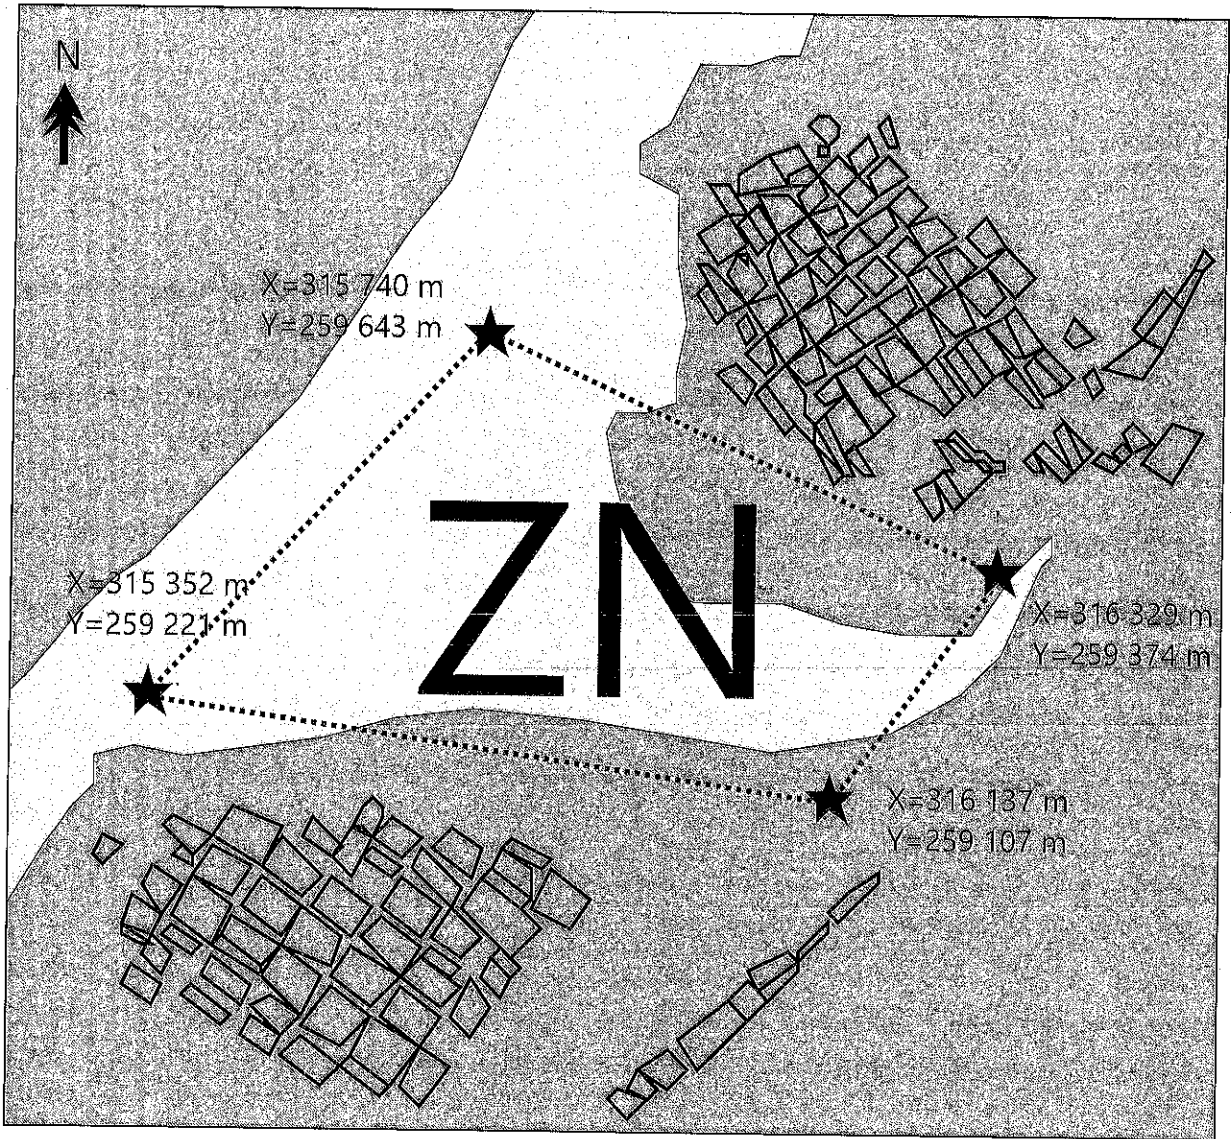 N
X=315 740 m
Y=259 643 m
ZN
X=315 352 m
Y=259 221 m
X=316 329 m
Y=259 374 m
X=316 137 m
Y=259 107 m